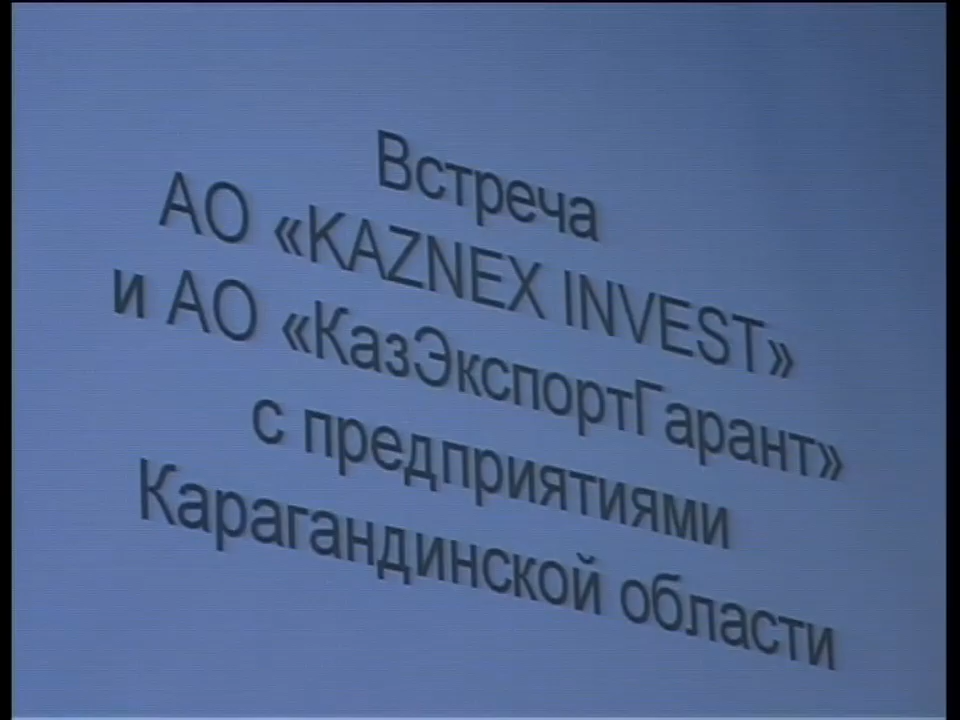 Встреча
АО «KAZNEX INVEST»
и АО «КазЭкспортГарант»
с предприятиями
Карагандинской области